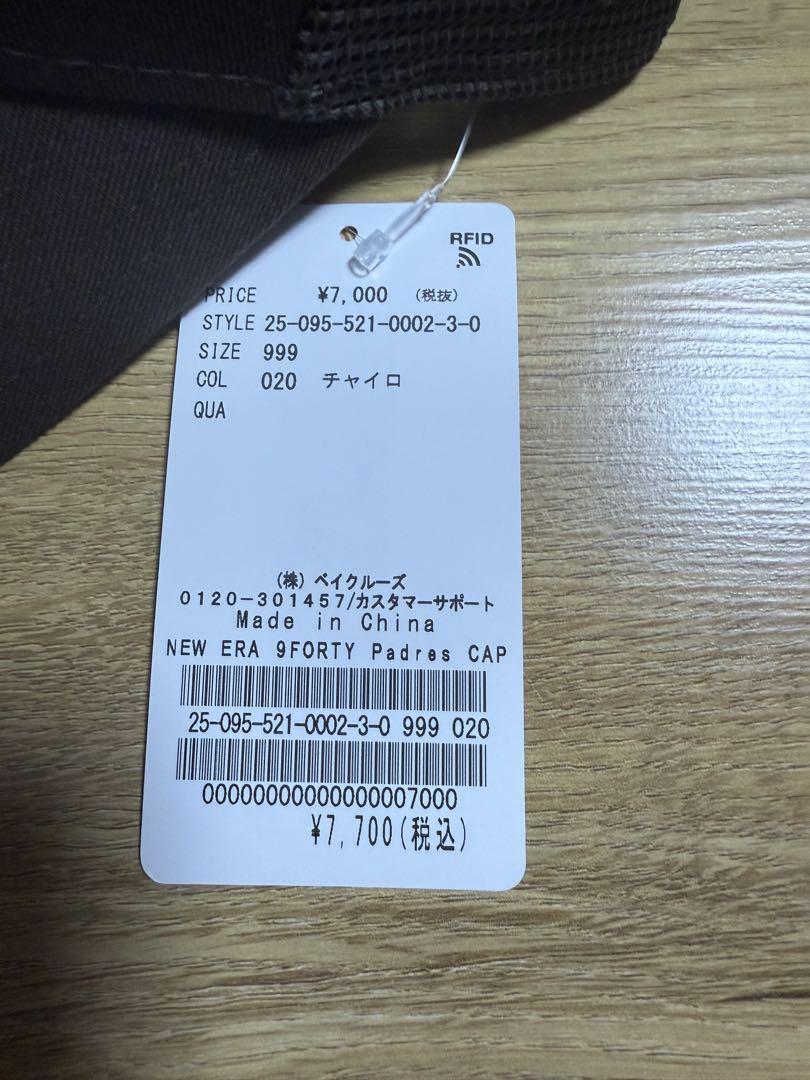 RFID
PRICE ¥7,000 (税抜)
STYLE 25-095-521-0002-3-0
SIZE 999
COL 020 チャイロ
QUA
(株) ベイクルーズ
0120-301457/カスタマーサポート
Made in China
NEW ERA 9FORTY Padres CAP
25-095-521-0002-3-0 999 020
00000000000000007000
¥7,700(税込)